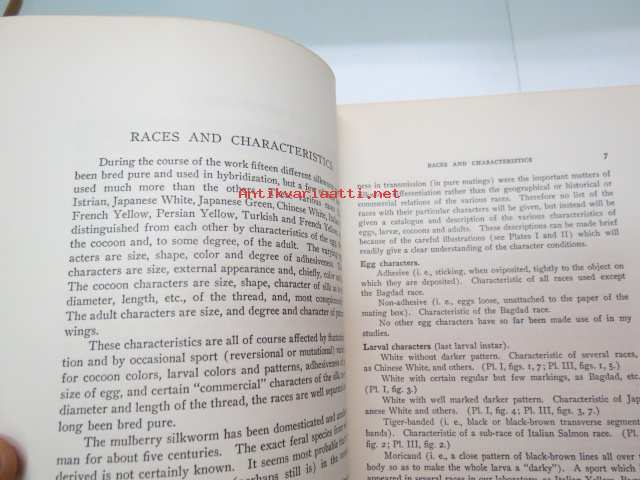 RACES AND CHARACTERISTICS
During the course of the work fifteen different
been bred pure and used in hybridization, but a few
used much more than the other
Istrian, Japanese White, Japanese Green, Chinese White,
French Yellow, Persian Yellow, Turkish and French
distinguished from each other by characteristics of the egg
the cocoon and, to some degree, of the adult. The
acters are size, shape, color and degree of adhesiveness.
characters are size, external appearance and, chiefly, color
The cocoon characters are size, shape, character of silk
diameter, length, etc., of the thread, and, most
The adult characters are size, and degree and character of
wings.
These characteristics are all of course affected by
tion and by occasional sport (reversional or mutational)
for cocoon colors, larval colors and patterns, adhesiveness
size of egg, and certain “commercial” characters of the
diameter and length of the thread, the races are well
long been bred pure.
The mulberry silkworm has been domesticated and
man for about five centuries. The exact feral species from
derived is not certainly known. It seems most probable
still is) in the
Antikvariaatti.net
RACES AND CHARACTERISTICS 7
ness in transmission (in pure matings) were the important matters of
differentiation rather than the geographical or historical or
commercial relations of the various races. Therefore no list of the
races with their particular characters will be given, but instead will be
given a catalogue and description of the various characteristics of
eggs, larvæ, cocoons and adults. These descriptions can be made brief
because of the careful illustrations (see Plates I and II) which will
readily give a clear understanding of the character conditions.
Egg characters.
Adhesive (i. e., sticking, when oviposited, tightly to the object on
which they are deposited). Characteristic of all races used except
the Bagdad race.
Non-adhesive (i. e., eggs loose, unattached to the paper of the
mating box). Characteristic of the Bagdad race.
No other egg characters have so far been made use of in my
studies.
Larval characters (last larval instar).
White without darker pattern. Characteristic of several races,
as Chinese White, and others. (Pl. I, figs. 1, 7; Pl. III, figs. 5,
White with certain regular but few markings, as Bagdad, etc.
(Pl. I, fig. 3.)
White with well marked darker pattern. Characteristic of Jap-
anese White and others. (Pl. I, fig. 4; Pl. III, figs. 3, 7.)
Tiger-banded (i. e., black or black-brown transverse segmental
bands). Characteristic of a sub-race of Italian Salmon race. (Pl.
fig. 2; Pl. III, fig. 2.)
Moricaud (i. e., a close pattern of black-brown lines all over
body so as to make the whole larva a “darky”). A sport which
appeared in several races in our laboratory, as Italian Yellow,